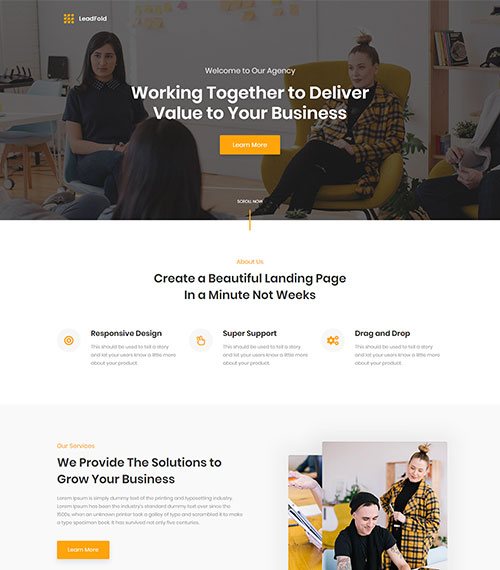 LeadFold
Welcome to Our Agency
Working Together to Deliver
Value to Your Business
Learn More
SCROLL NOW
About Us
Create a Beautiful Landing Page
In a Minute Not Weeks
Responsive Design
This should be used to tell a story
and let your users know a little more
about your product.
Super Support
This should be used to tell a story
and let your users know a little more
about your product.
Drag and Drop
This should be used to tell a story
and let your users know a little more
about your product.
Our Services
We Provide The Solutions to
Grow Your Business
Lorem Ipsum is simply dummy text of the printing and typesetting industry.
Lorem Ipsum has been the industry's standard dummy text ever since the
1500s, when an unknown printer took a galley of type and scrambled it to make
a type specimen book. It has survived not only five centuries.
Learn More